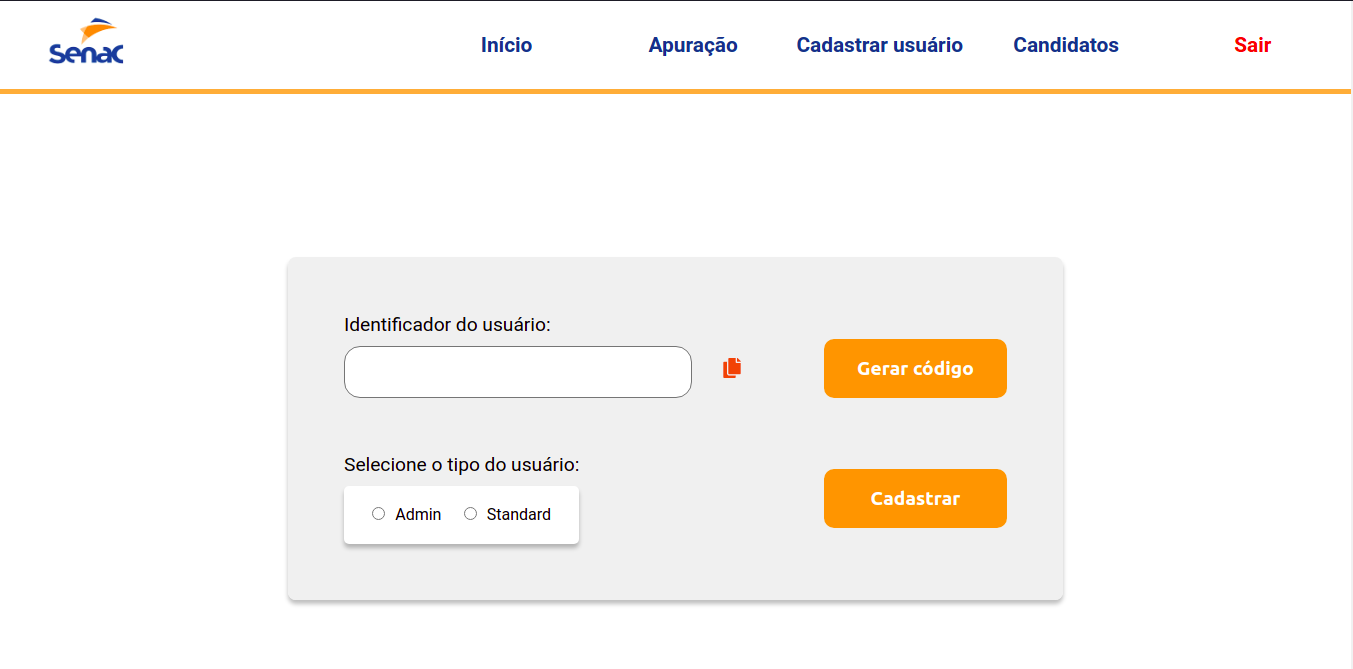 Senac
Início Apuração Cadastrar usuário Candidatos Sair
Identificador do usuário:
Gerar código
Selecione o tipo do usuário:
Admin Standard
Cadastrar